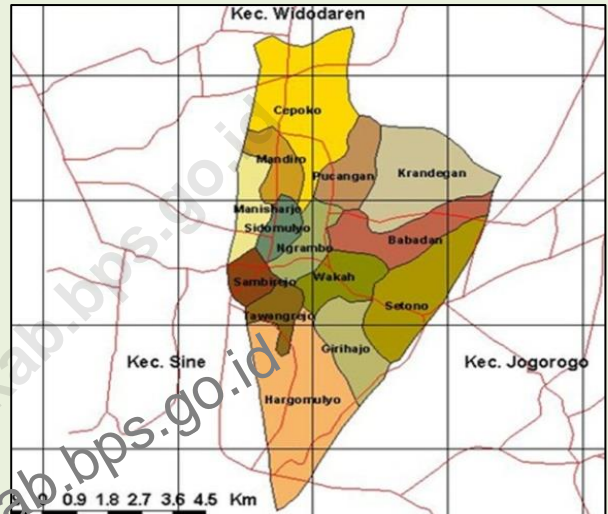 Kec. Widodaren
Cepoko
Mandiro
Pucangan
Krandegan
Manisharjo
Sidomulyo
Babadan
Ngrambe
Wakah
Sambirejo
Setono
Tawangrejo
Girihajo
Kec. Sine
Kec. Jogorogo
Hargomulyo
0 0.9 1.8 2.7 3.6 4.5 Km
kab.bps.go.id
kab.bps.go.id